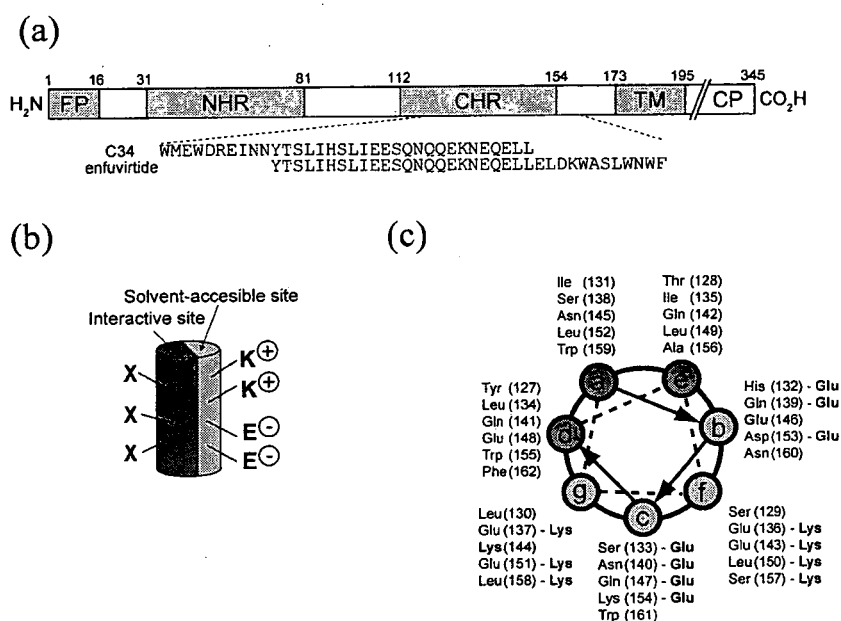 (a)
1 16 31 81 112 154 173 195 345
H₂N FP NHR CHR TM CP CO₂H
C34 WMEWDREINNYTSLIHSLIEESQNQQEKNEQELL
enfuvirtide YTSLIHSLIEESQNQQEKNEQELLELDKWASLWNWF
(b)
Solvent-accesible site
Interactive site
X K⊕
X K⊕
X E⊖
E⊖
(c)
Ile (131)
Ser (138)
Asn (145)
Leu (152)
Trp (159)
Thr (128)
Ile (135)
Gln (142)
Leu (149)
Ala (156)
Tyr (127)
Leu (134)
Gln (141)
Glu (148)
Trp (155)
Phe (162)
His (132) - Glu
Gln (139) - Glu
Glu (146)
Asp (153) - Glu
Asn (160)
a e
d b
g f
c
Leu (130)
Glu (137) - Lys
Lys (144)
Glu (151) - Lys
Leu (158) - Lys
Ser (133) - Glu
Asn (140) - Glu
Gln (147) - Glu
Lys (154) - Glu
Trp (161)
Ser (129)
Glu (136) - Lys
Glu (143) - Lys
Leu (150) - Lys
Ser (157) - Lys